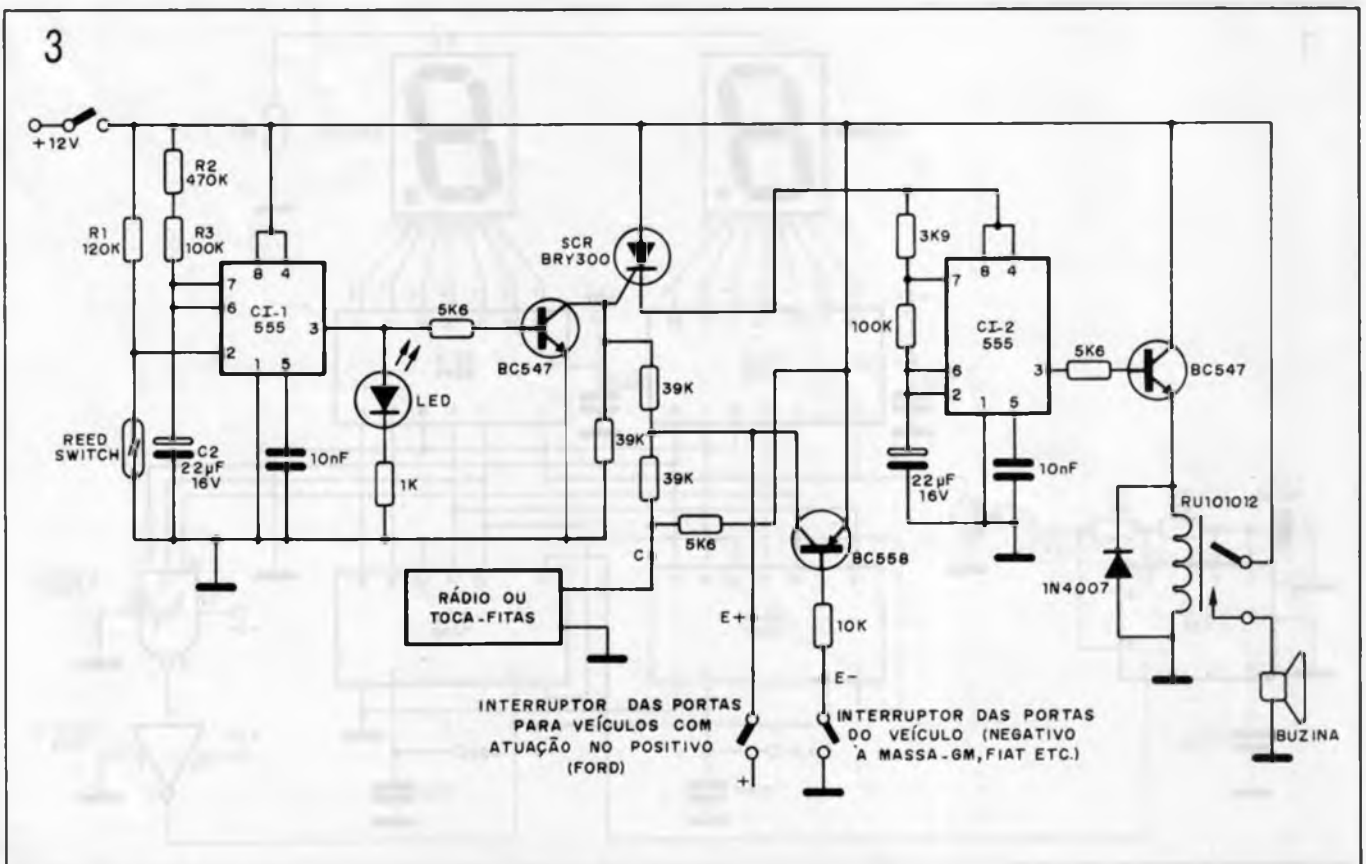 3
+12V
R2
470K
R1
120K
R3
100K
8 4
7
6
2
CI-1
555
3
1 5
REED
SWITCH
C2
22µF
16V
10nF
LED
1K
5K6
BC547
SCR
BRY300
39K
39K
39K
5K6
C
RÁDIO OU
TOCA-FITAS
E+
BC558
10K
E-
INTERRUPTOR DAS PORTAS
PARA VEÍCULOS COM
ATUAÇÃO NO POSITIVO
(FORD)
+
INTERRUPTOR DAS PORTAS
DO VEÍCULO (NEGATIVO
À MASSA-GM, FIAT ETC.)
3K9
100K
8 4
7
6
2
CI-2
555
3
1 5
22µF
16V
10nF
5K6
BC547
RU101012
1N4007
BUZINA